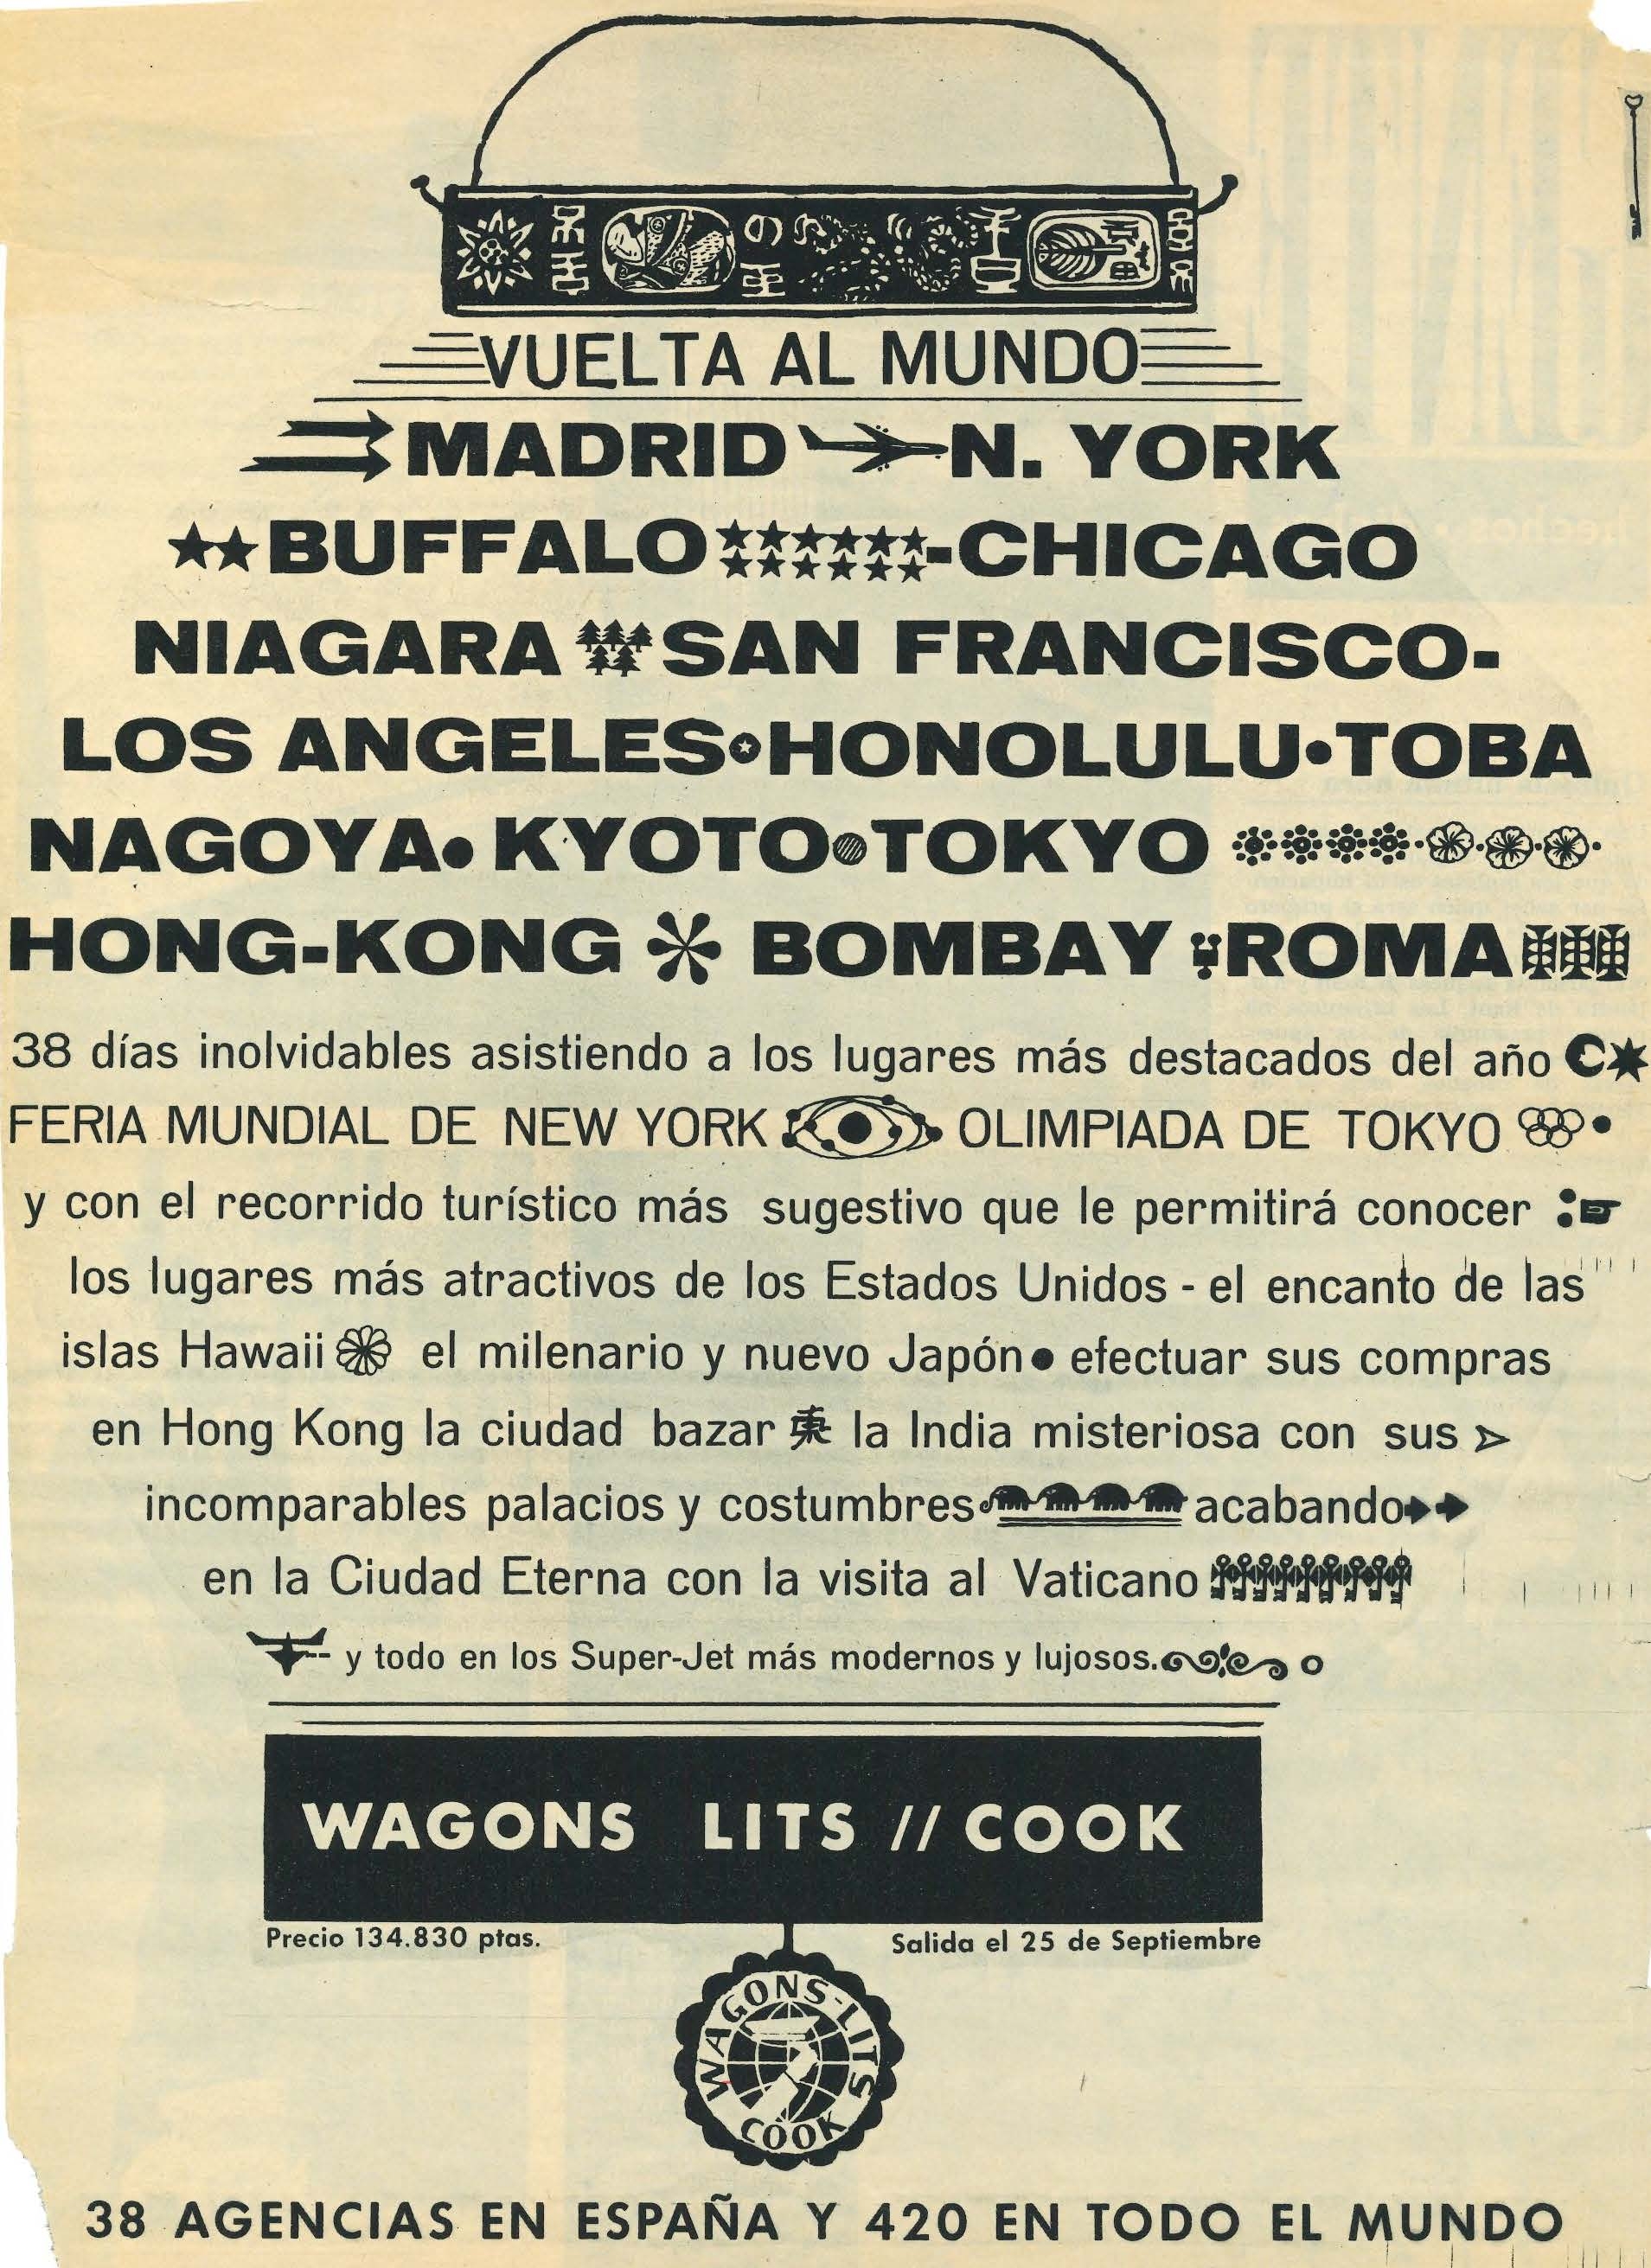 VUELTA AL MUNDO
MADRID N. YORK
BUFFALO -CHICAGO
NIAGARA SAN FRANCISCO-
LOS ANGELES•HONOLULU•TOBA
NAGOYA• KYOTO•TOKYO
HONG-KONG * BOMBAY ROMA
38 días inolvidables asistiendo a los lugares más destacados del año
FERIA MUNDIAL DE NEW YORK OLIMPIADA DE TOKYO
y con el recorrido turístico más sugestivo que le permitirá conocer :
los lugares más atractivos de los Estados Unidos - el encanto de las
islas Hawaii el milenario y nuevo Japón • efectuar sus compras
en Hong Kong la ciudad bazar 東 la India misteriosa con sus
incomparables palacios y costumbres acabando
en la Ciudad Eterna con la visita al Vaticano
y todo en los Super-Jet más modernos y lujosos.
WAGONS LITS // COOK
Precio 134.830 ptas. Salida el 25 de Septiembre
WAGONS-LITS
COOK
38 AGENCIAS EN ESPAÑA Y 420 EN TODO EL MUNDO